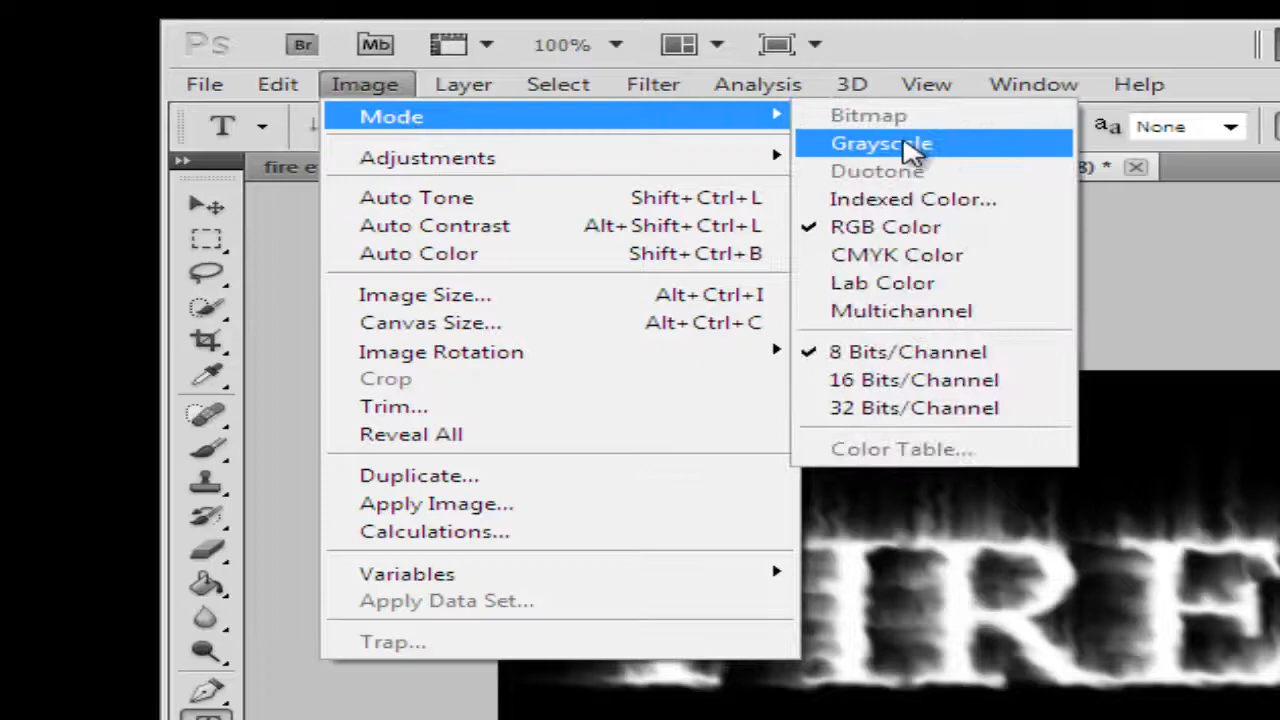 Ps Br Mb 100%
File Edit Image Layer Select Filter Analysis 3D View Window Help
T aa None
fire e 8) *
Mode
Adjustments
Auto Tone Shift+Ctrl+L
Auto Contrast Alt+Shift+Ctrl+L
Auto Color Shift+Ctrl+B
Image Size... Alt+Ctrl+I
Canvas Size... Alt+Ctrl+C
Image Rotation
Crop
Trim...
Reveal All
Duplicate...
Apply Image...
Calculations...
Variables
Apply Data Set...
Trap...
Bitmap
Grayscale
Duotone
Indexed Color...
RGB Color
CMYK Color
Lab Color
Multichannel
8 Bits/Channel
16 Bits/Channel
32 Bits/Channel
Color Table...
IRE